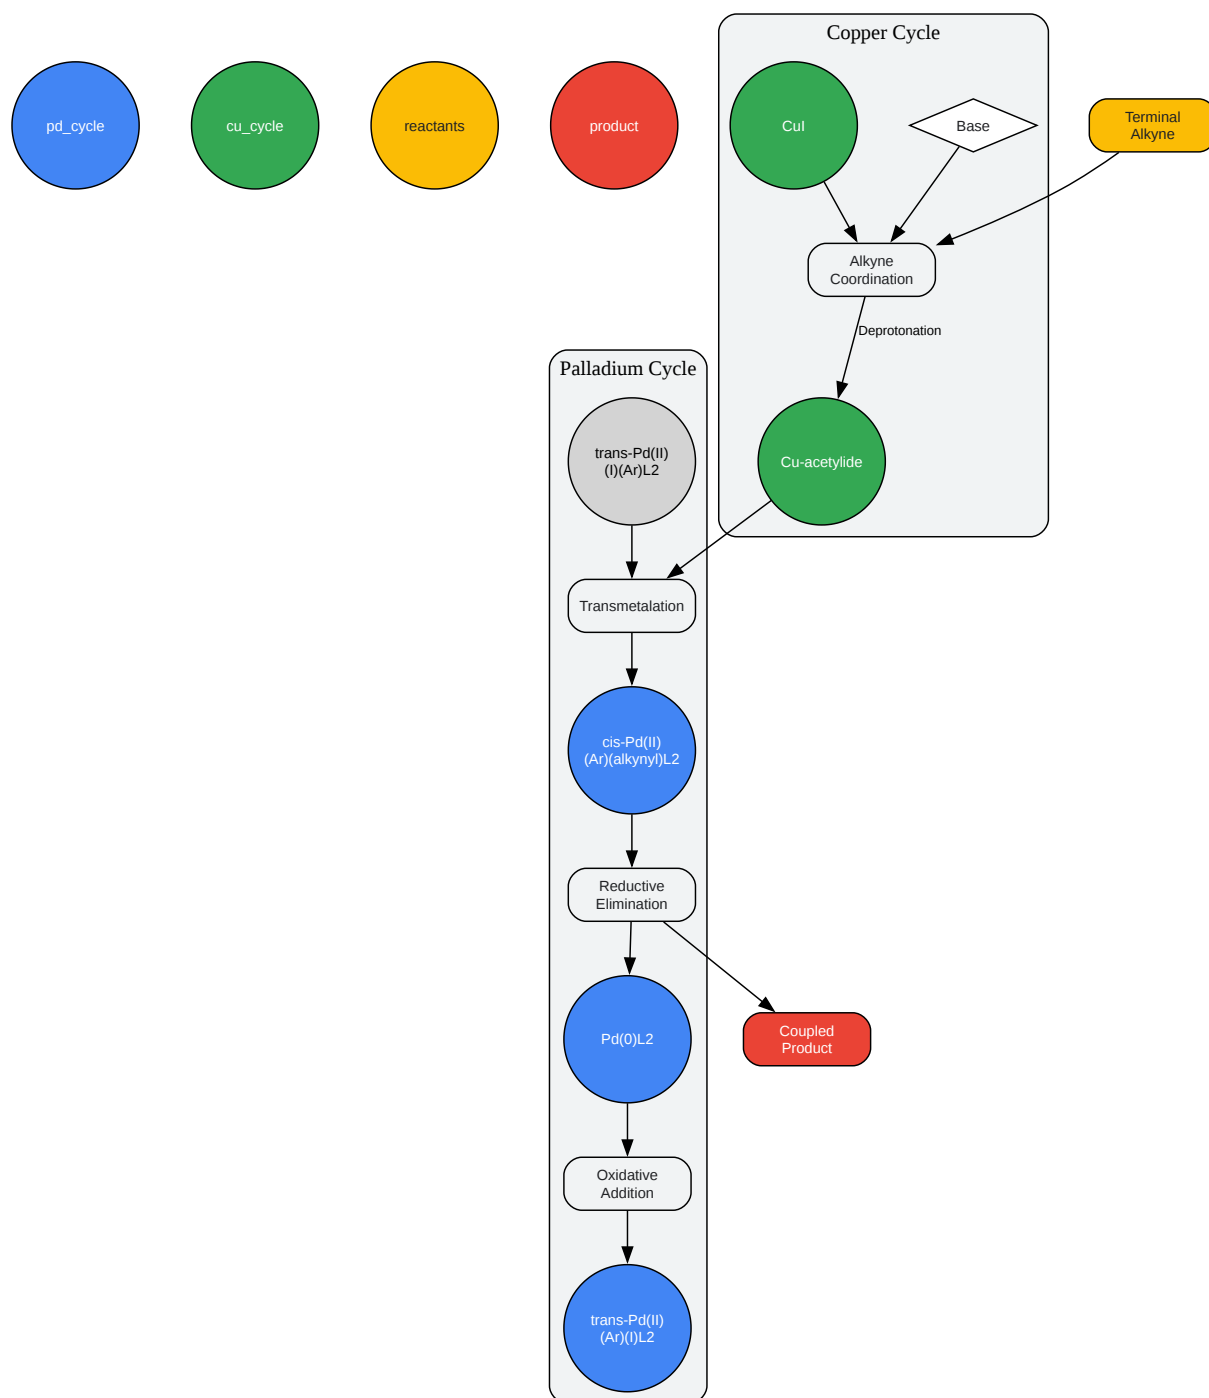 Copper Cycle
pd_cycle
cu_cycle
reactants
product
CuI
Base
Terminal
Alkyne
Alkyne
Coordination
Deprotonation
Palladium Cycle
trans-Pd(II)
(I)(Ar)L2
Cu-acetylide
Transmetalation
cis-Pd(II)
(Ar)(alkynyl)L2
Reductive
Elimination
Pd(0)L2
Coupled
Product
Oxidative
Addition
trans-Pd(II)
(Ar)(I)L2